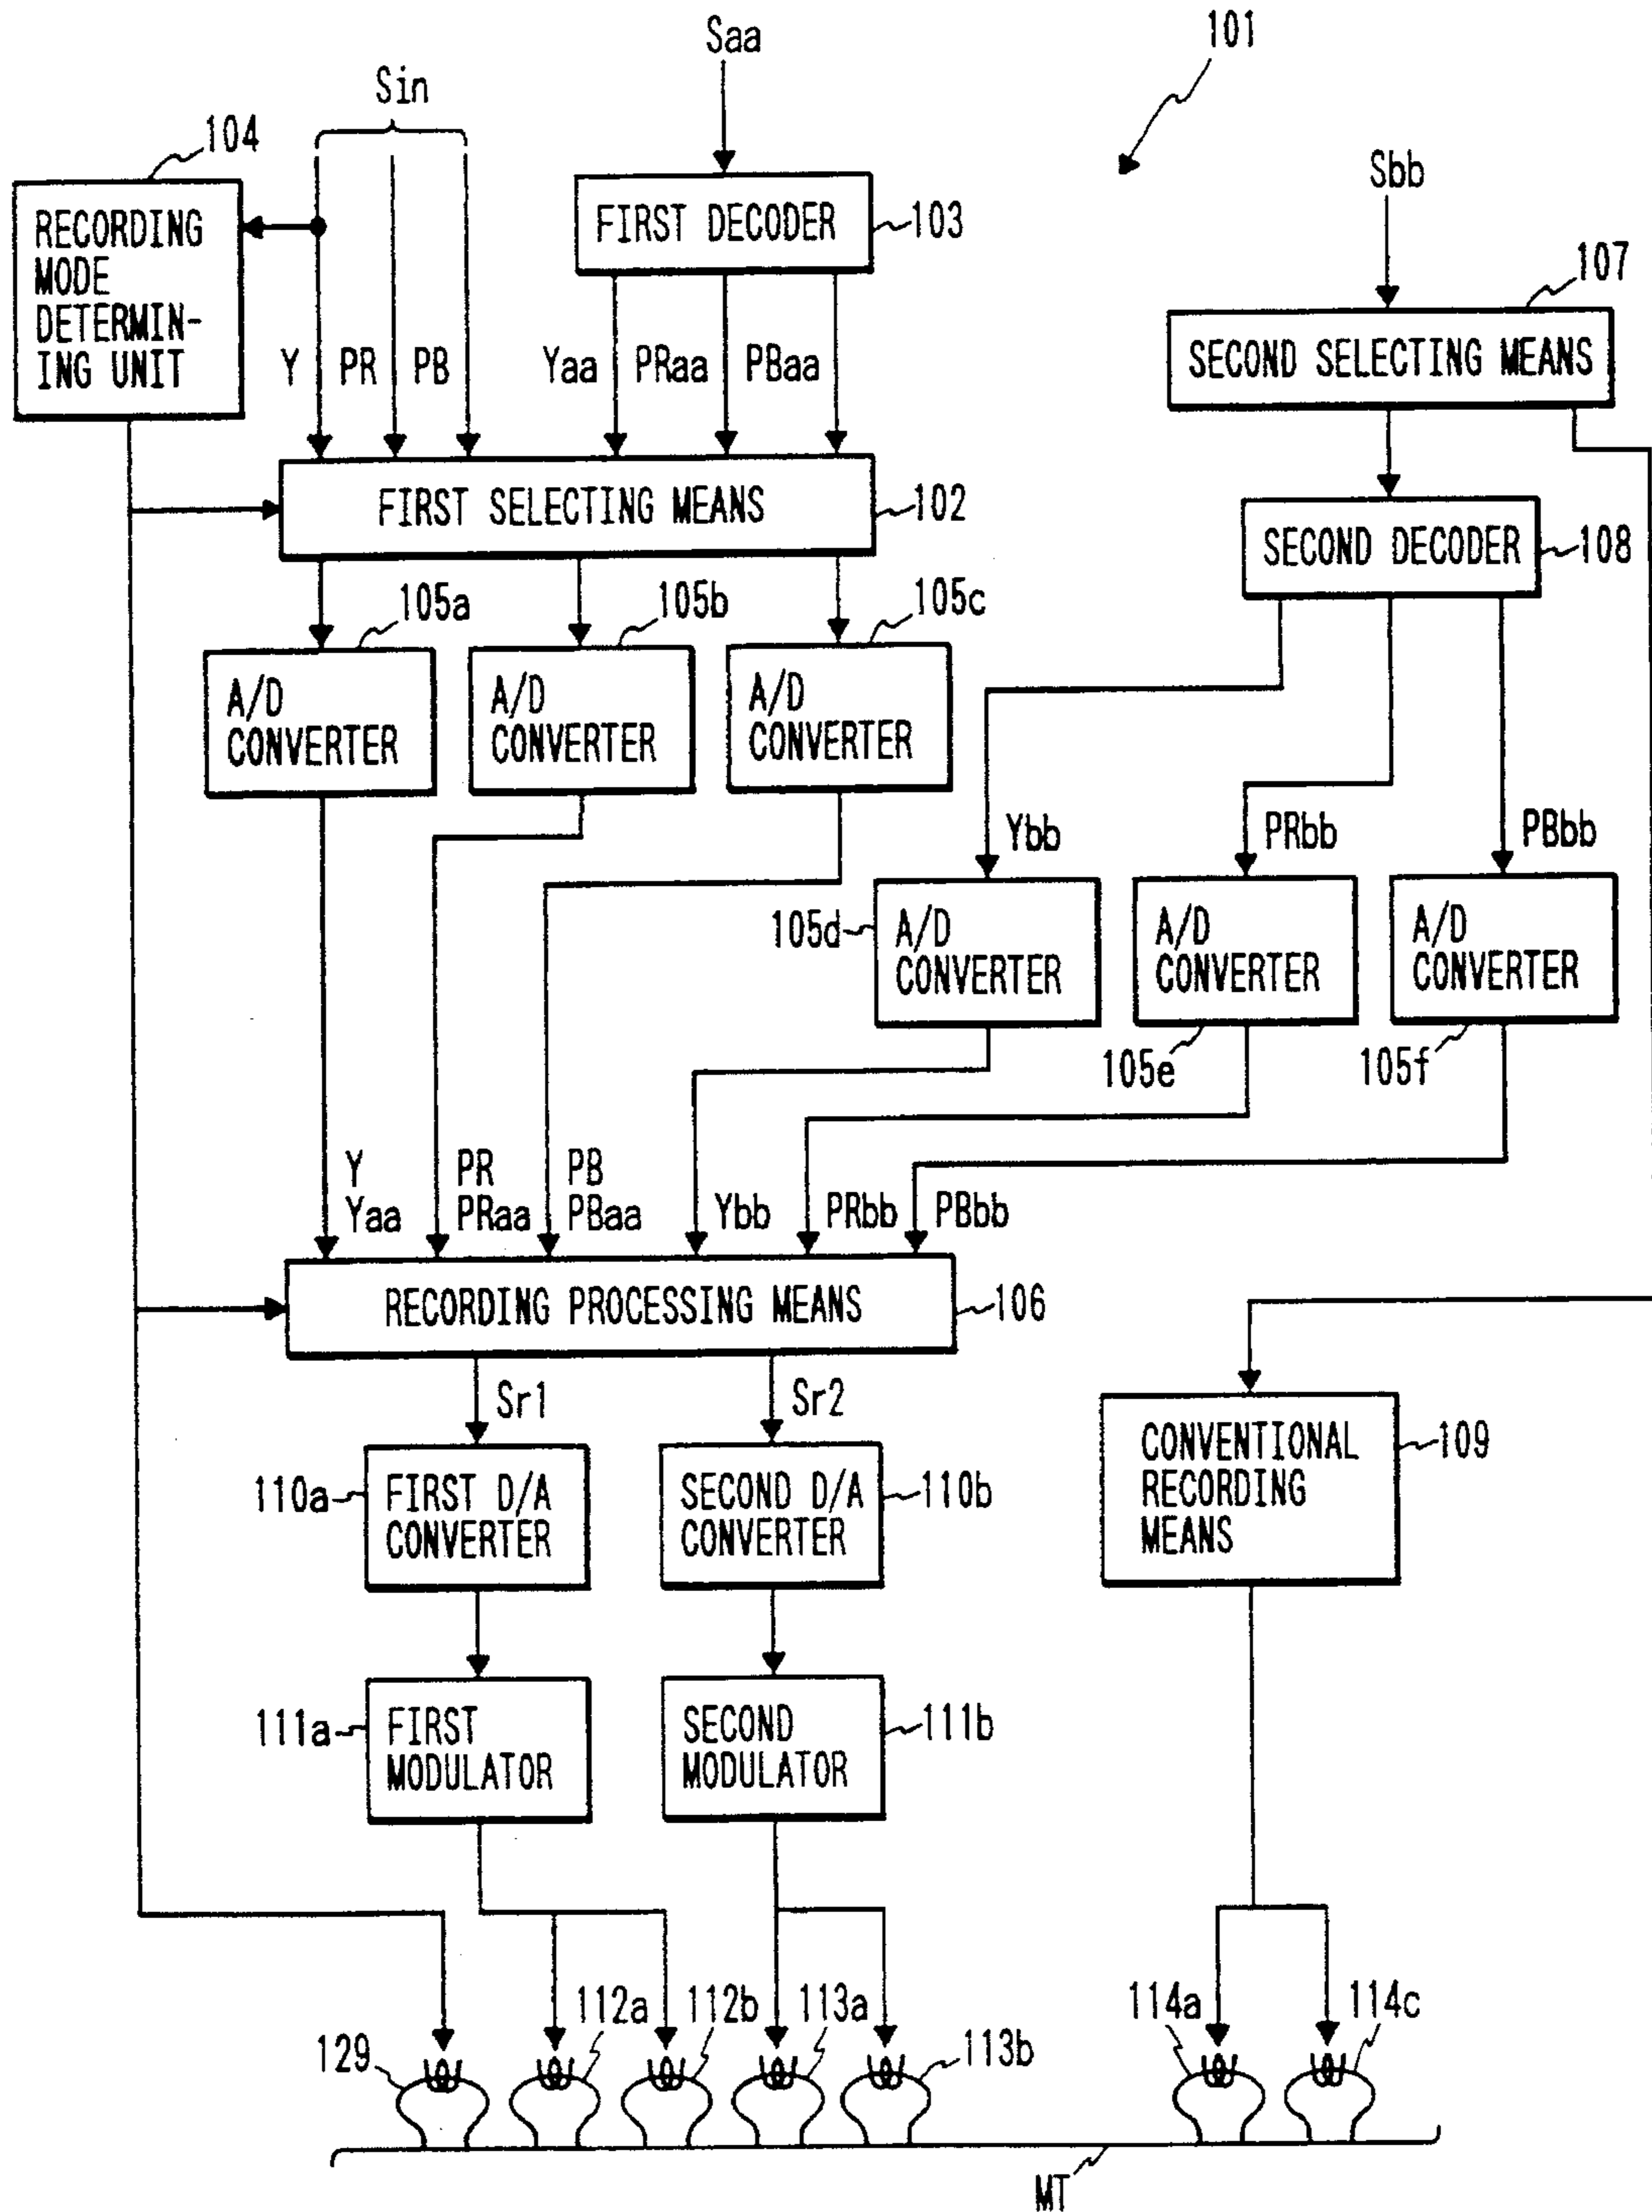 Saa
101
Sin
104
Sbb
RECORDING
MODE
DETERMIN-
ING UNIT
FIRST DECODER
103
107
Y
PR
PB
Yaa
PRaa
PBaa
SECOND SELECTING MEANS
FIRST SELECTING MEANS
102
SECOND DECODER
108
105a
105b
105c
A/D
CONVERTER
A/D
CONVERTER
A/D
CONVERTER
Ybb
PRbb
PBbb
105d
A/D
CONVERTER
A/D
CONVERTER
A/D
CONVERTER
105e
105f
Y
Yaa
PR
PRaa
PB
PBaa
Ybb
PRbb
PBbb
RECORDING PROCESSING MEANS
106
Sr1
Sr2
110a
FIRST D/A
CONVERTER
SECOND D/A
CONVERTER
110b
CONVENTIONAL
RECORDING
MEANS
109
111a
FIRST
MODULATOR
SECOND
MODULATOR
111b
129
112a
112b
113a
113b
114a
114c
MT